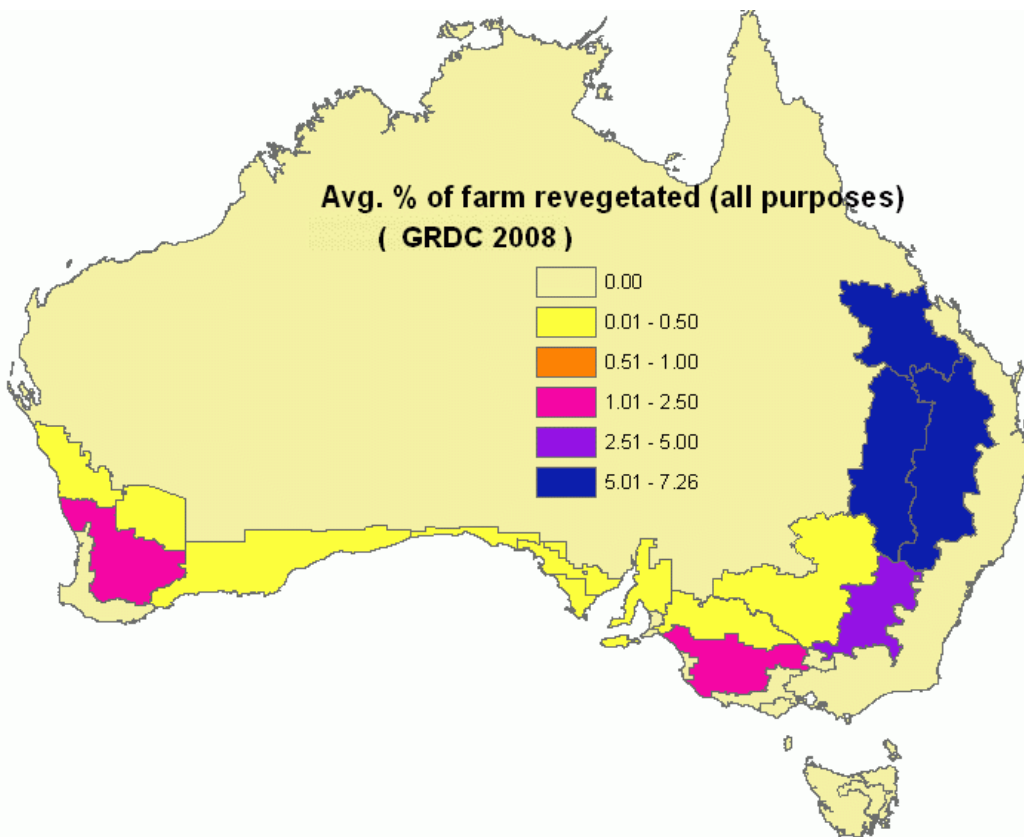 Avg. % of farm revegetated (all purposes)
( GRDC 2008 )
0.00
0.01 - 0.50
0.51 - 1.00
1.01 - 2.50
2.51 - 5.00
5.01 - 7.26